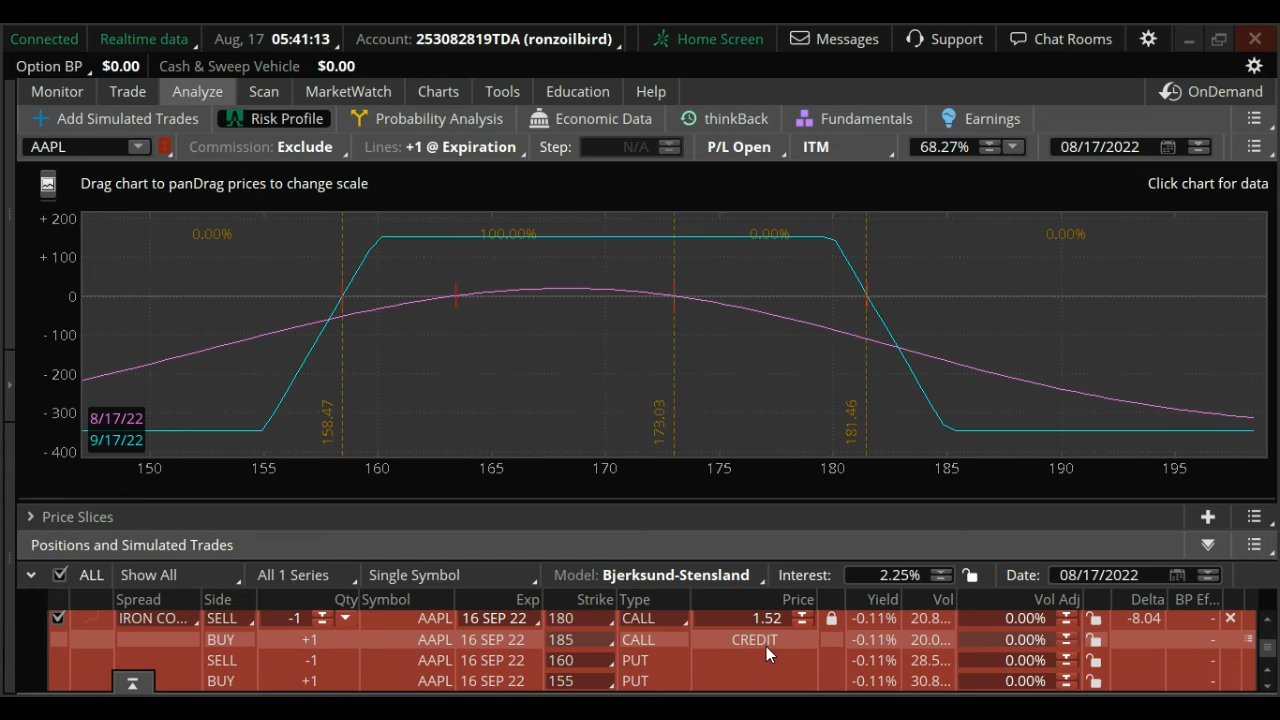 Connected Realtime data Aug, 17 05:41:13 Account: 253082819TDA (ronzoilbird) Home Screen Messages Support Chat Rooms
Option BP $0.00 Cash & Sweep Vehicle $0.00
Monitor Trade Analyze Scan MarketWatch Charts Tools Education Help OnDemand
Add Simulated Trades Risk Profile Probability Analysis Economic Data thinkBack Fundamentals Earnings
AAPL 1 Commission: Exclude Lines: +1 @ Expiration Step: N/A P/L Open ITM 68.27% 08/17/2022
Drag chart to panDrag prices to change scale Click chart for data
+ 200
+ 100
0
- 100
- 200
- 300
- 400
0.00% 100.00% 0.00% 0.00%
158.47 173.03 181.46
8/17/22
9/17/22
150 155 160 165 170 175 180 185 190 195
Price Slices
Positions and Simulated Trades
ALL Show All All 1 Series Single Symbol Model: Bjerksund-Stensland Interest: 2.25% Date: 08/17/2022
Spread Side Qty Symbol Exp Strike Type Price Yield Vol Vol Adj Delta BP Ef...
IRON CO... SELL -1 AAPL 16 SEP 22 180 CALL 1.52 -0.11% 20.8... 0.00% -8.04 -
BUY +1 AAPL 16 SEP 22 185 CALL CREDIT -0.11% 20.0... 0.00% -
SELL -1 AAPL 16 SEP 22 160 PUT -0.11% 28.5... 0.00% -
BUY +1 AAPL 16 SEP 22 155 PUT -0.11% 30.8... 0.00% -